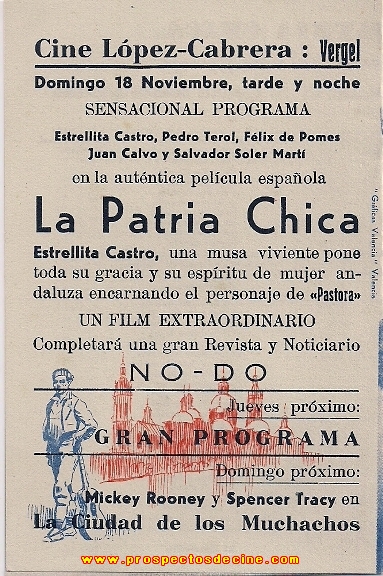 Cine López-Cabrera : Vergel
Domingo 18 Noviembre, tarde y noche
SENSACIONAL PROGRAMA
Estrellita Castro, Pedro Terol, Félix de Pomes
Juan Calvo y Salvador Soler Martí
en la auténtica película española
La Patria Chica
Estrellita Castro, una musa viviente pone
toda su gracia y su espíritu de mujer an-
daluza encarnando el personaje de «Pastora»
UN FILM EXTRAORDINARIO
Completará una gran Revista y Noticiario
NO-DO
Jueves próximo:
GRAN PROGRAMA
Domingo próximo:
Mickey Rooney y Spencer Tracy en
La Ciudad de los Muchachos
"Gráficas Valencia" Valencia
www.prospectosdecine.com